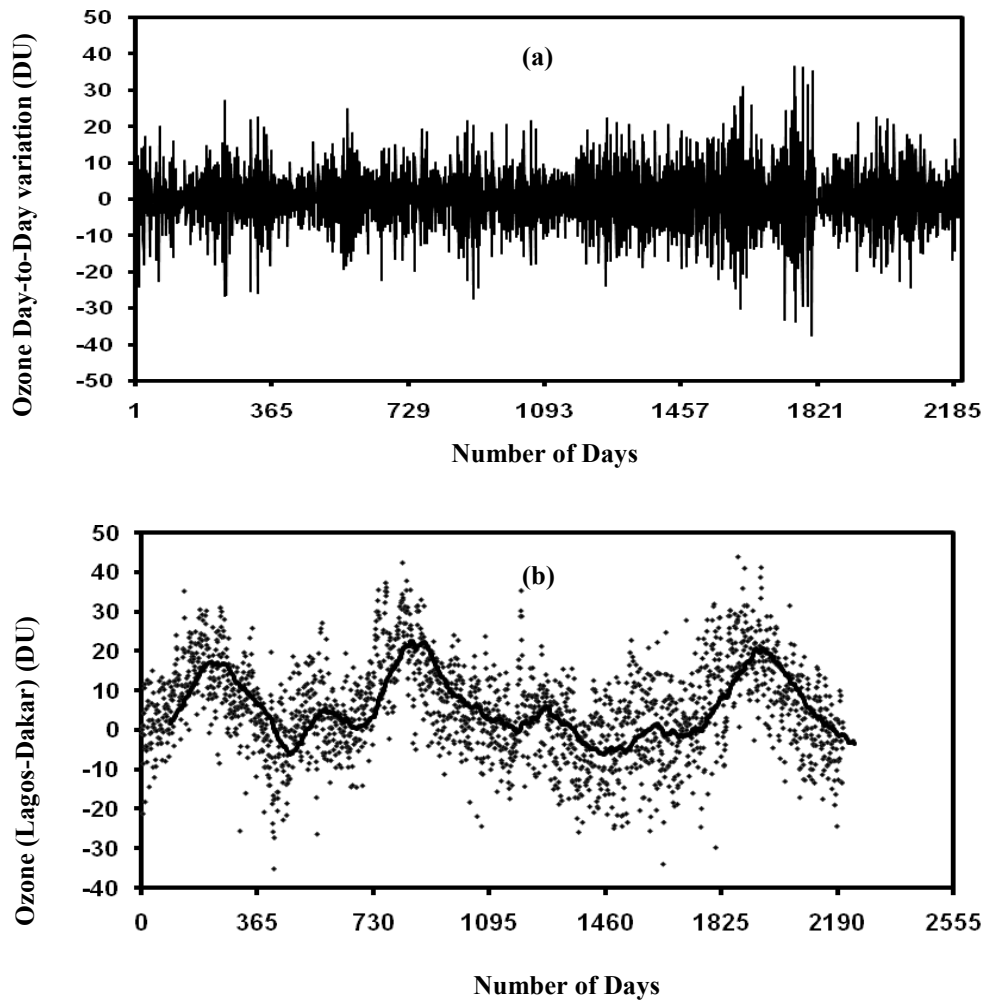 Ozone Day-to-Day variation (DU)
50
40
30
20
10
0
-10
-20
-30
-40
-50
(a)
1 365 729 1093 1457 1821 2185
Number of Days
Ozone (Lagos-Dakar) (DU)
50
40
30
20
10
0
-10
-20
-30
-40
(b)
0 365 730 1095 1460 1825 2190 2555
Number of Days